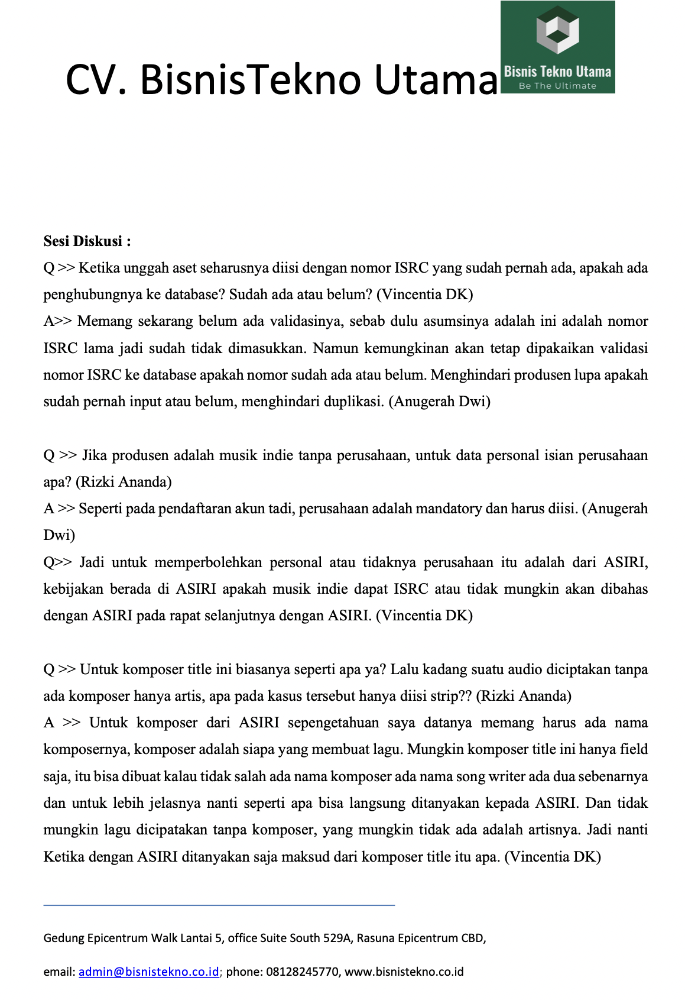 CV. BisnisTekno Utama
Bisnis Tekno Utama
Be The Ultimate
Sesi Diskusi :
Q >> Ketika unggah aset seharusnya diisi dengan nomor ISRC yang sudah pernah ada, apakah ada
penghubungnya ke database? Sudah ada atau belum? (Vincentia DK)
A>> Memang sekarang belum ada validasinya, sebab dulu asumsinya adalah ini adalah nomor
ISRC lama jadi sudah tidak dimasukkan. Namun kemungkinan akan tetap dipakaikan validasi
nomor ISRC ke database apakah nomor sudah ada atau belum. Menghindari produsen lupa apakah
sudah pernah input atau belum, menghindari duplikasi. (Anugerah Dwi)
Q >> Jika produsen adalah musik indie tanpa perusahaan, untuk data personal isian perusahaan
apa? (Rizki Ananda)
A >> Seperti pada pendaftaran akun tadi, perusahaan adalah mandatory dan harus diisi. (Anugerah
Dwi)
Q>> Jadi untuk memperbolehkan personal atau tidaknya perusahaan itu adalah dari ASIRI,
kebijakan berada di ASIRI apakah musik indie dapat ISRC atau tidak mungkin akan dibahas
dengan ASIRI pada rapat selanjutnya dengan ASIRI. (Vincentia DK)
Q >> Untuk komposer title ini biasanya seperti apa ya? Lalu kadang suatu audio diciptakan tanpa
ada komposer hanya artis, apa pada kasus tersebut hanya diisi strip?? (Rizki Ananda)
A >> Untuk komposer dari ASIRI sepengetahuan saya datanya memang harus ada nama
komposernya, komposer adalah siapa yang membuat lagu. Mungkin komposer title ini hanya field
saja, itu bisa dibuat kalau tidak salah ada nama komposer ada nama song writer ada dua sebenarnya
dan untuk lebih jelasnya nanti seperti apa bisa langsung ditanyakan kepada ASIRI. Dan tidak
mungkin lagu dicipatakan tanpa komposer, yang mungkin tidak ada adalah artisnya. Jadi nanti
Ketika dengan ASIRI ditanyakan saja maksud dari komposer title itu apa. (Vincentia DK)
Gedung Epicentrum Walk Lantai 5, office Suite South 529A, Rasuna Epicentrum CBD,
email: admin@bisnistekno.co.id; phone: 08128245770, www.bisnistekno.co.id